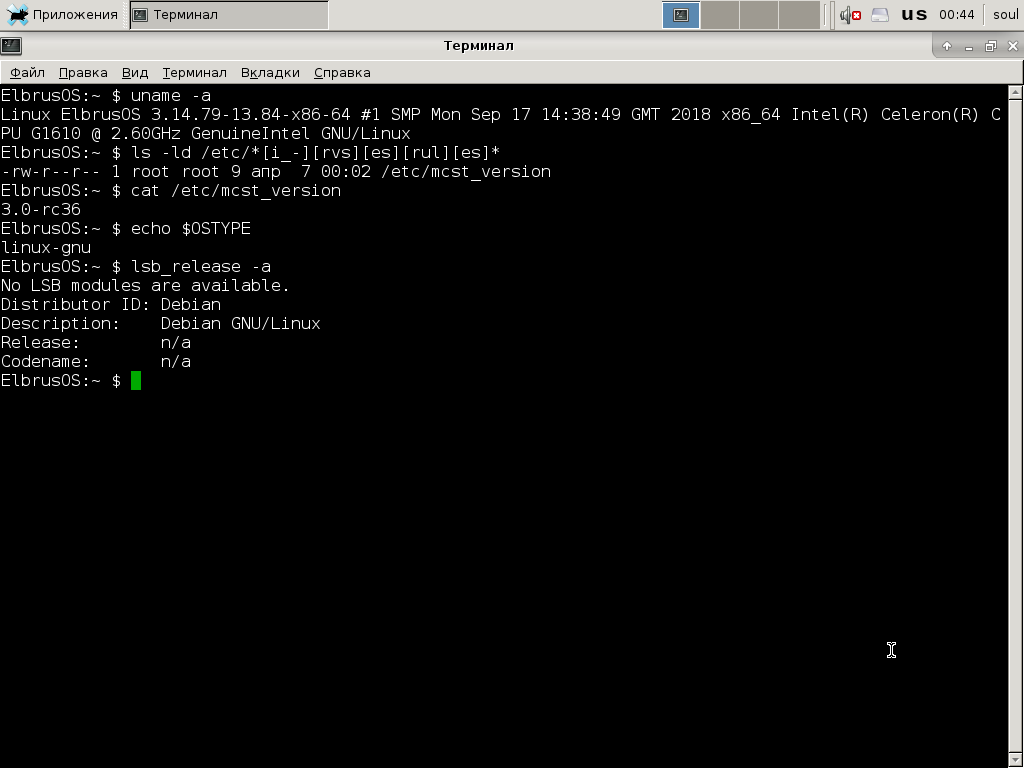 Приложения Терминал us 00:44 soul
Терминал
Файл Правка Вид Терминал Вкладки Справка
ElbrusOS:~ $ uname -a
Linux ElbrusOS 3.14.79-13.84-x86-64 #1 SMP Mon Sep 17 14:38:49 GMT 2018 x86_64 Intel(R) Celeron(R) C
PU G1610 @ 2.60GHz GenuineIntel GNU/Linux
ElbrusOS:~ $ ls -ld /etc/*[i_-][rvs][es][rul][es]*
-rw-r--r-- 1 root root 9 апр  7 00:02 /etc/mcst_version
ElbrusOS:~ $ cat /etc/mcst_version
3.0-rc36
ElbrusOS:~ $ echo $OSTYPE
linux-gnu
ElbrusOS:~ $ lsb_release -a
No LSB modules are available.
Distributor ID: Debian
Description:    Debian GNU/Linux
Release:        n/a
Codename:       n/a
ElbrusOS:~ $